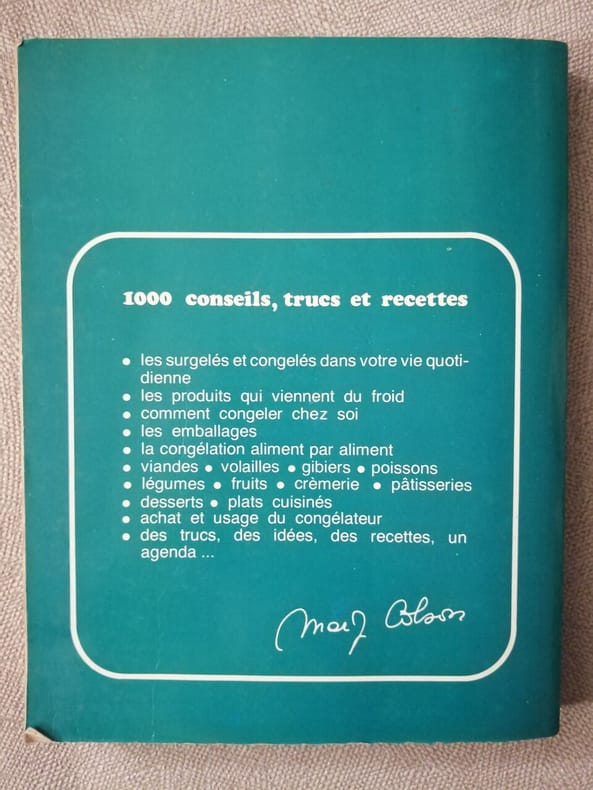 1000 conseils, trucs et recettes
• les surgelés et congelés dans votre vie quoti-
dienne
• les produits qui viennent du froid
• comment congeler chez soi
• les emballages
• la congélation aliment par aliment
• viandes • volailles • gibiers • poissons
• légumes • fruits • crèmerie • pâtisseries
• desserts • plats cuisinés
• achat et usage du congélateur
• des trucs, des idées, des recettes, un
agenda ...
Colson